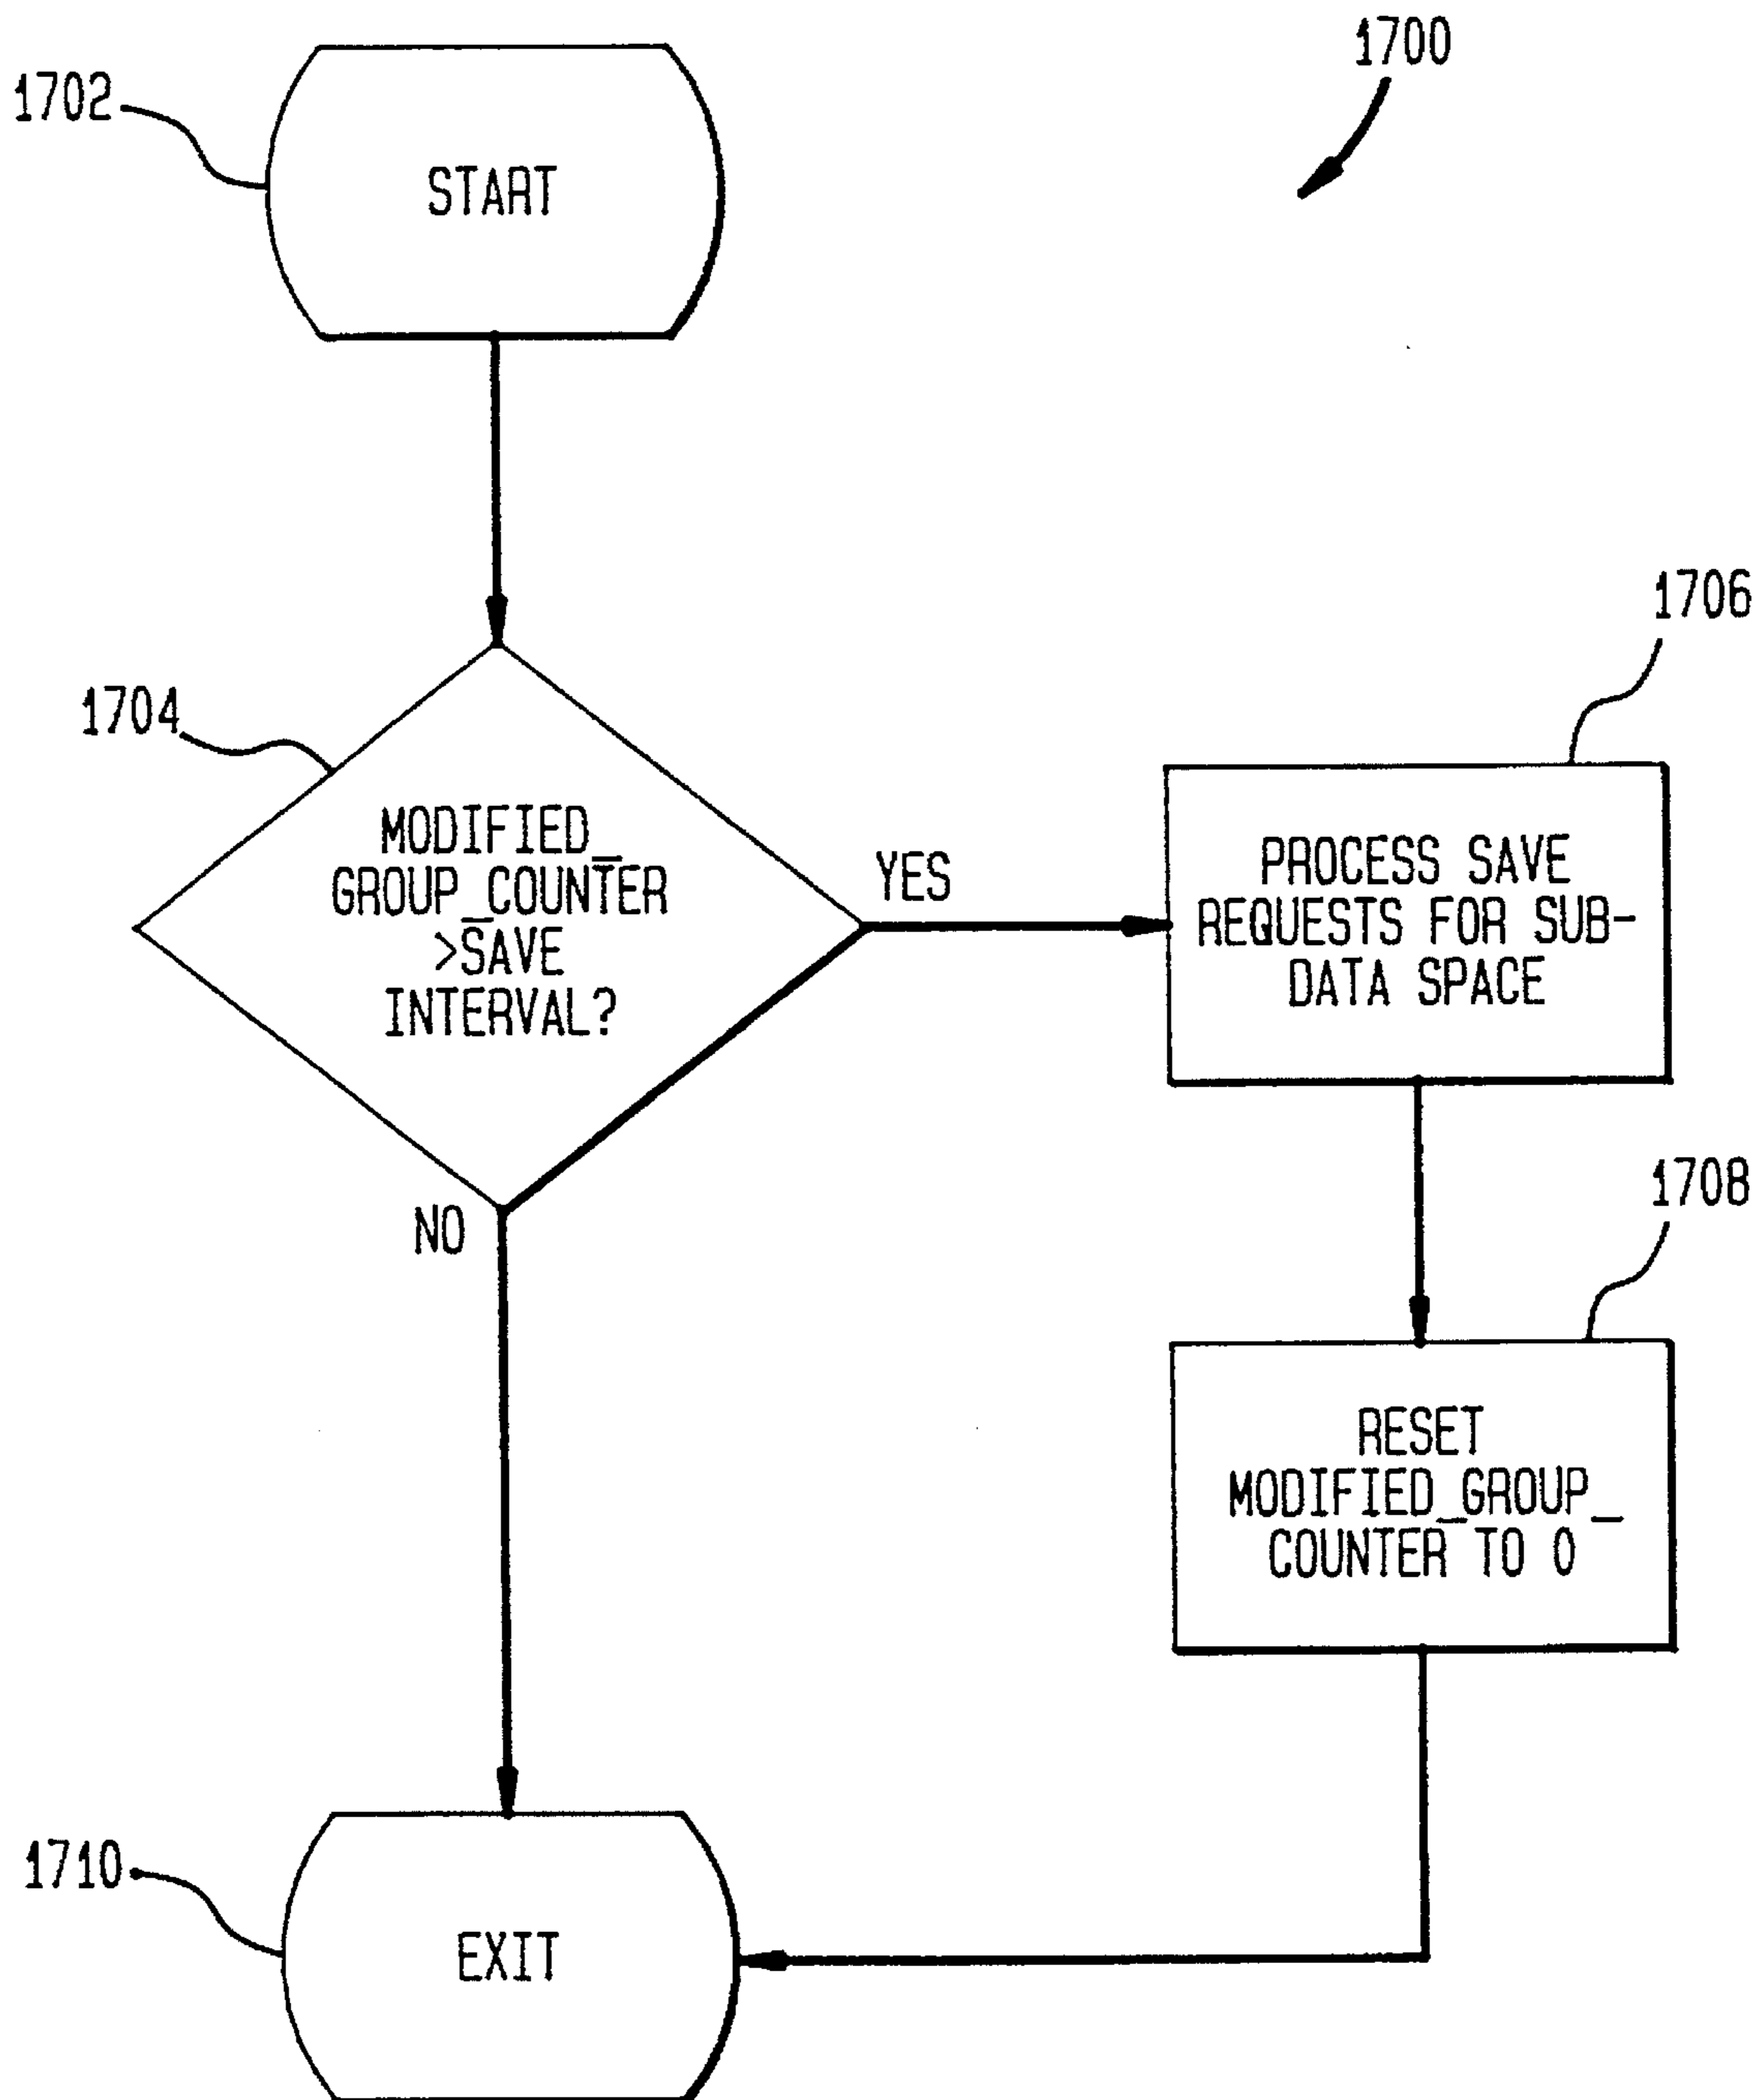 1700
1702
START
1704
MODIFIED_
GROUP_COUNTER
>SAVE
INTERVAL?
YES
NO
1706
PROCESS SAVE
REQUESTS FOR SUB-
DATA SPACE
1708
RESET
MODIFIED_GROUP_
COUNTER TO 0
1710
EXIT